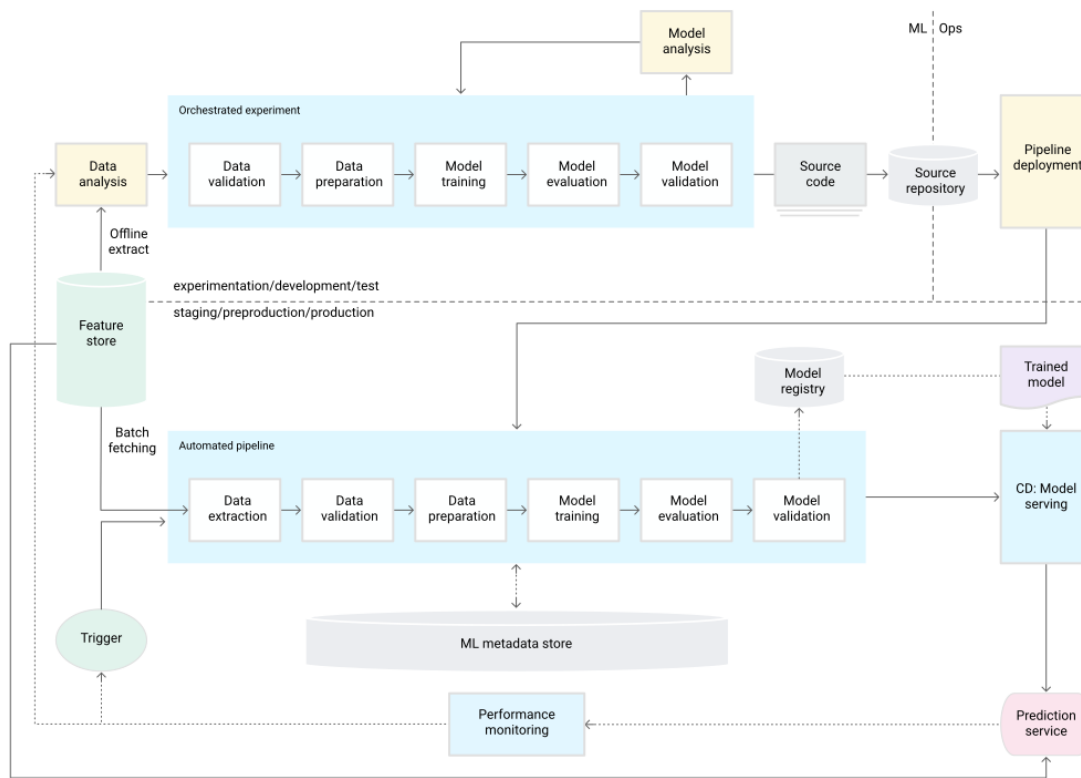 Model
analysis
ML
Ops
Orchestrated experiment
Data
analysis
Data
validation
Data
preparation
Model
training
Model
evaluation
Model
validation
Source
code
Source
repository
Pipeline
deployment
Offline
extract
experimentation/development/test
staging/preproduction/production
Feature
store
Model
registry
Trained
model
Batch
fetching
Automated pipeline
Data
extraction
Data
validation
Data
preparation
Model
training
Model
evaluation
Model
validation
CD: Model
serving
Trigger
ML metadata store
Performance
monitoring
Prediction
service